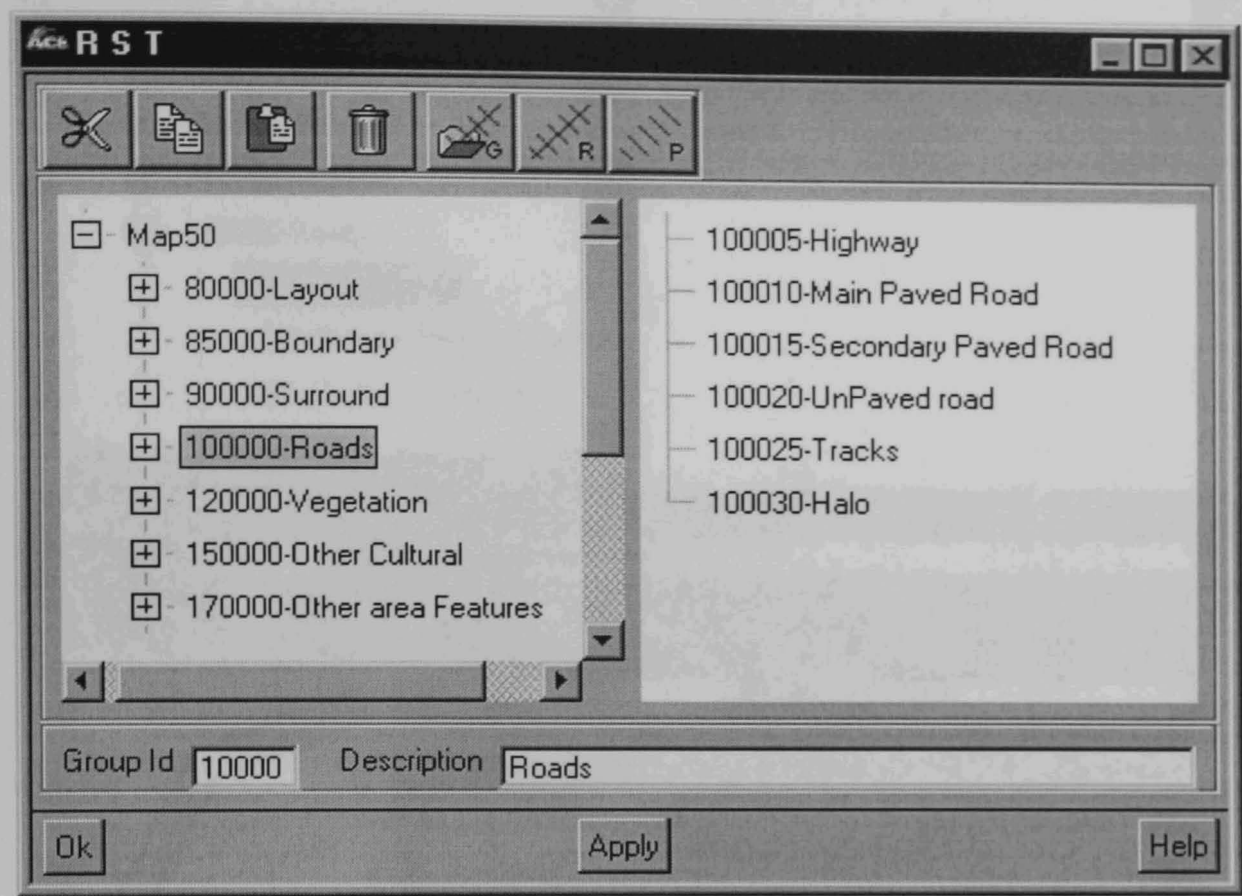 Ace R S T
G R P
Map50
80000-Layout
85000-Boundary
90000-Surround
100000-Roads
120000-Vegetation
150000-Other Cultural
170000-Other area Features
100005-Highway
100010-Main Paved Road
100015-Secondary Paved Road
100020-UnPaved road
100025-Tracks
100030-Halo
Group Id 10000 Description Roads
Ok Apply Help